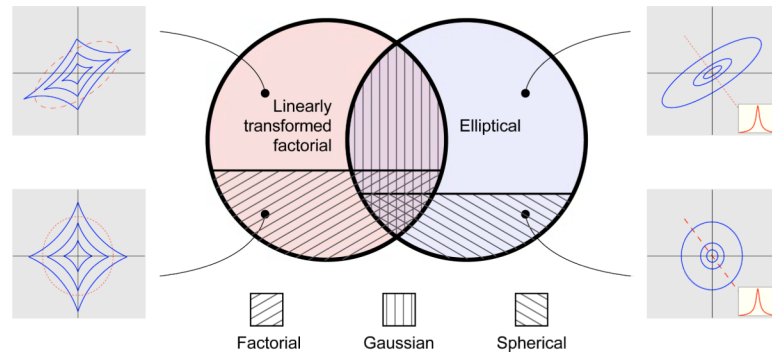 Linearly
transformed
factorial
Elliptical
Factorial
Gaussian
Spherical